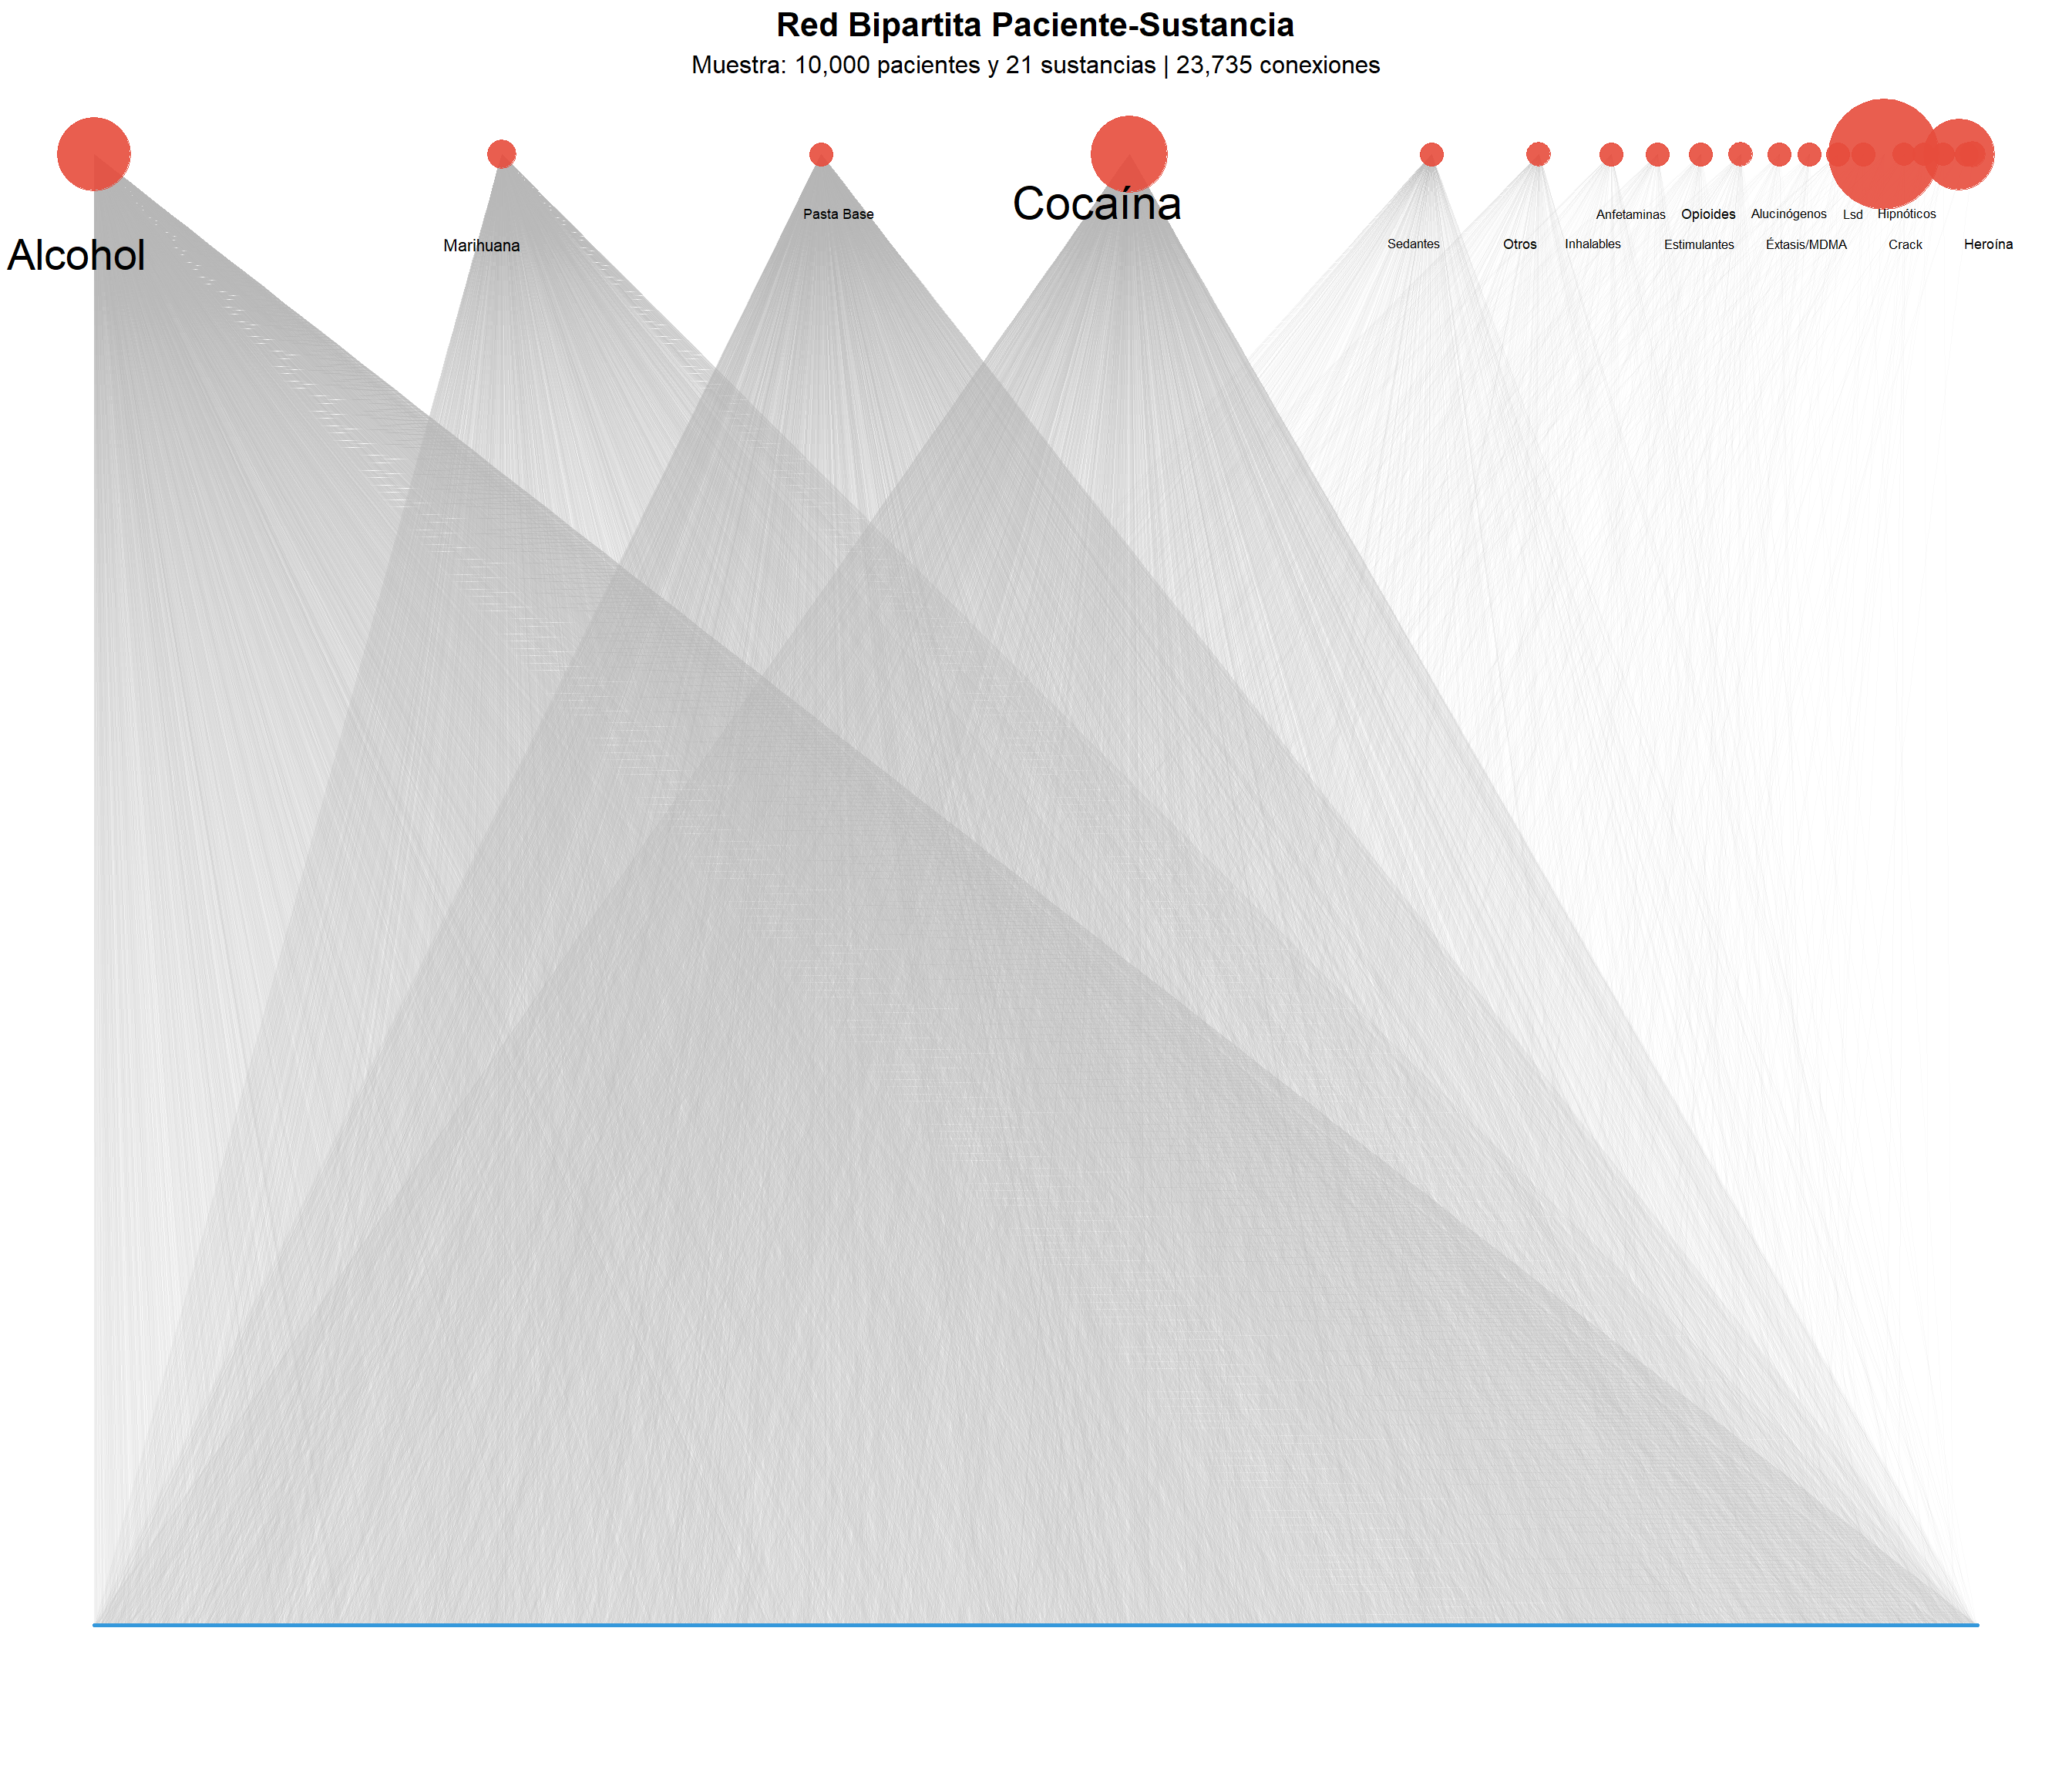 Red Bipartita Paciente-Sustancia
Muestra: 10,000 pacientes y 21 sustancias | 23,735 conexiones
Cocaína
Pasta Base
Anfetaminas
Opioides
Alucinógenos
Lsd
Hipnóticos
Alcohol
Marihuana
Sedantes
Otros
Inhalables
Estimulantes
Éxtasis/MDMA
Crack
Heroína